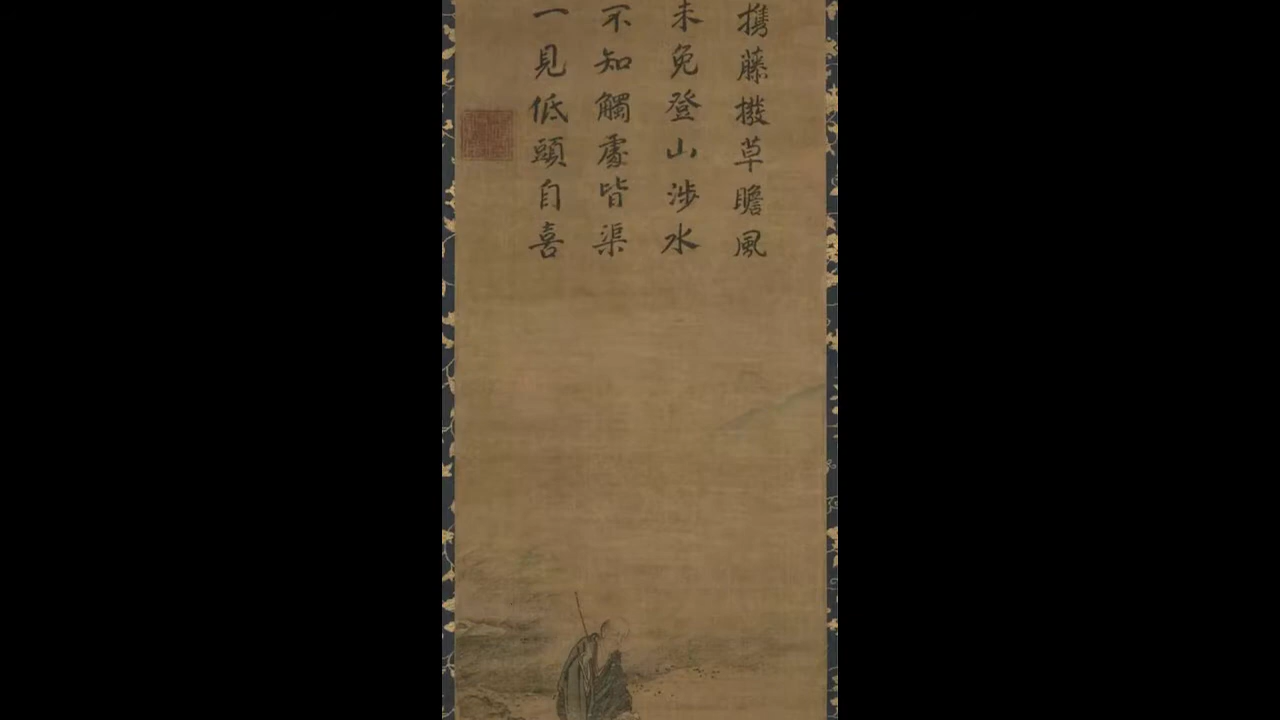 携藤撥草瞻風
未免登山涉水
不知觸處皆渠
一見低頭自喜